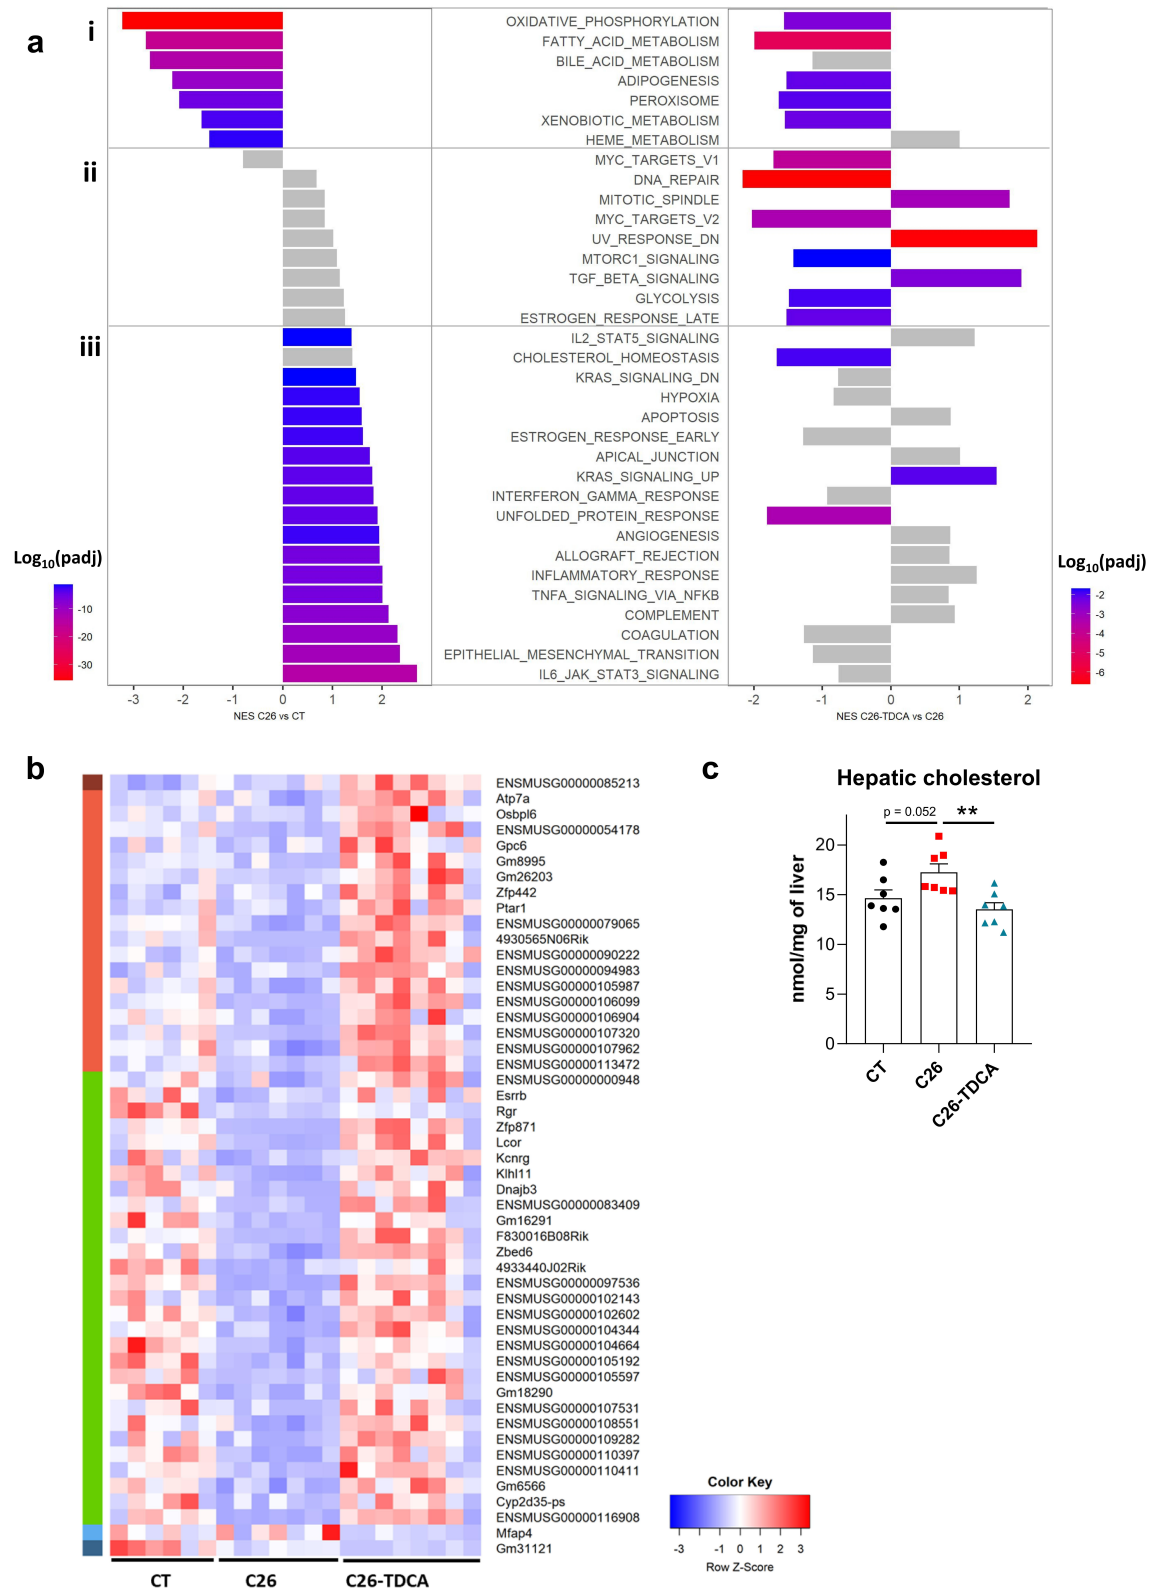 a
i
OXIDATIVE_PHOSPHORYLATION
FATTY_ACID_METABOLISM
BILE_ACID_METABOLISM
ADIPOGENESIS
PEROXISOME
XENOBIOTIC_METABOLISM
HEME_METABOLISM
ii
MYC_TARGETS_V1
DNA_REPAIR
MITOTIC_SPINDLE
MYC_TARGETS_V2
UV_RESPONSE_DN
MTORC1_SIGNALING
TGF_BETA_SIGNALING
GLYCOLYSIS
ESTROGEN_RESPONSE_LATE
iii
IL2_STAT5_SIGNALING
CHOLESTEROL_HOMEOSTASIS
KRAS_SIGNALING_DN
HYPOXIA
APOPTOSIS
ESTROGEN_RESPONSE_EARLY
APICAL_JUNCTION
KRAS_SIGNALING_UP
INTERFERON_GAMMA_RESPONSE
UNFOLDED_PROTEIN_RESPONSE
ANGIOGENESIS
ALLOGRAFT_REJECTION
INFLAMMATORY_RESPONSE
TNFA_SIGNALING_VIA_NFKB
COMPLEMENT
COAGULATION
EPITHELIAL_MESENCHYMAL_TRANSITION
IL6_JAK_STAT3_SIGNALING
Log10(padj)
-10
-20
-30
Log10(padj)
-2
-3
-4
-5
-6
-3 -2 -1 0 1 2
NES C26 vs CT
-2 -1 0 1 2
NES C26-TDCA vs C26
b
ENSMUSG00000085213
Atp7a
Osbpl6
ENSMUSG00000054178
Gpc6
Gm8995
Gm26203
Zfp442
Ptar1
ENSMUSG00000079065
4930565N06Rik
ENSMUSG00000090222
ENSMUSG00000094983
ENSMUSG00000105987
ENSMUSG00000106099
ENSMUSG00000106904
ENSMUSG00000107320
ENSMUSG00000107962
ENSMUSG00000113472
ENSMUSG00000000948
Esrrb
Rgr
Zfp871
Lcor
Kcnrg
Klhl11
Dnajb3
ENSMUSG00000083409
Gm16291
F830016B08Rik
Zbed6
4933440J02Rik
ENSMUSG00000097536
ENSMUSG00000102143
ENSMUSG00000102602
ENSMUSG00000104344
ENSMUSG00000104664
ENSMUSG00000105192
ENSMUSG00000105597
Gm18290
ENSMUSG00000107531
ENSMUSG00000108551
ENSMUSG00000109282
ENSMUSG00000110397
ENSMUSG00000110411
Gm6566
Cyp2d35-ps
ENSMUSG00000116908
Mfap4
Gm31121
CT C26 C26-TDCA
Color Key
-3 -1 0 1 2 3
Row Z-Score
c
Hepatic cholesterol
p = 0.052 **
nmol/mg of liver
20
15
10
5
0
CT
C26
C26-TDCA